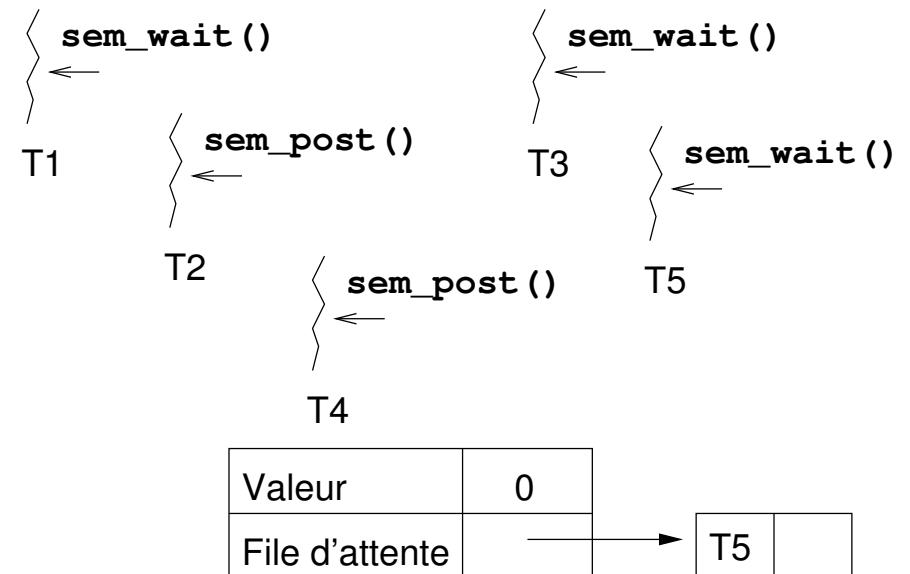 sem_wait()
sem_wait()
T1
sem_post()
T3
sem_wait()
T2
sem_post()
T5
T4
Valeur 0
File d'attente T5